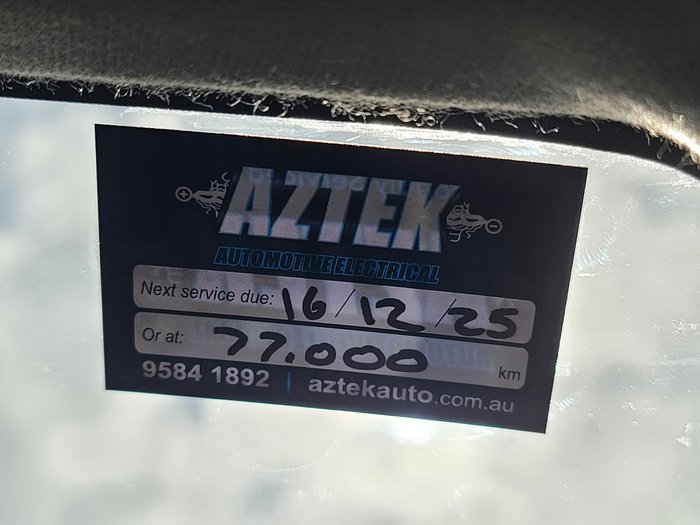 AZTEK
AUTOMOTIVE ELECTRICAL
Next service due: 16/12/25
Or at: 77.000 km
9584 1892 | aztekauto.com.au